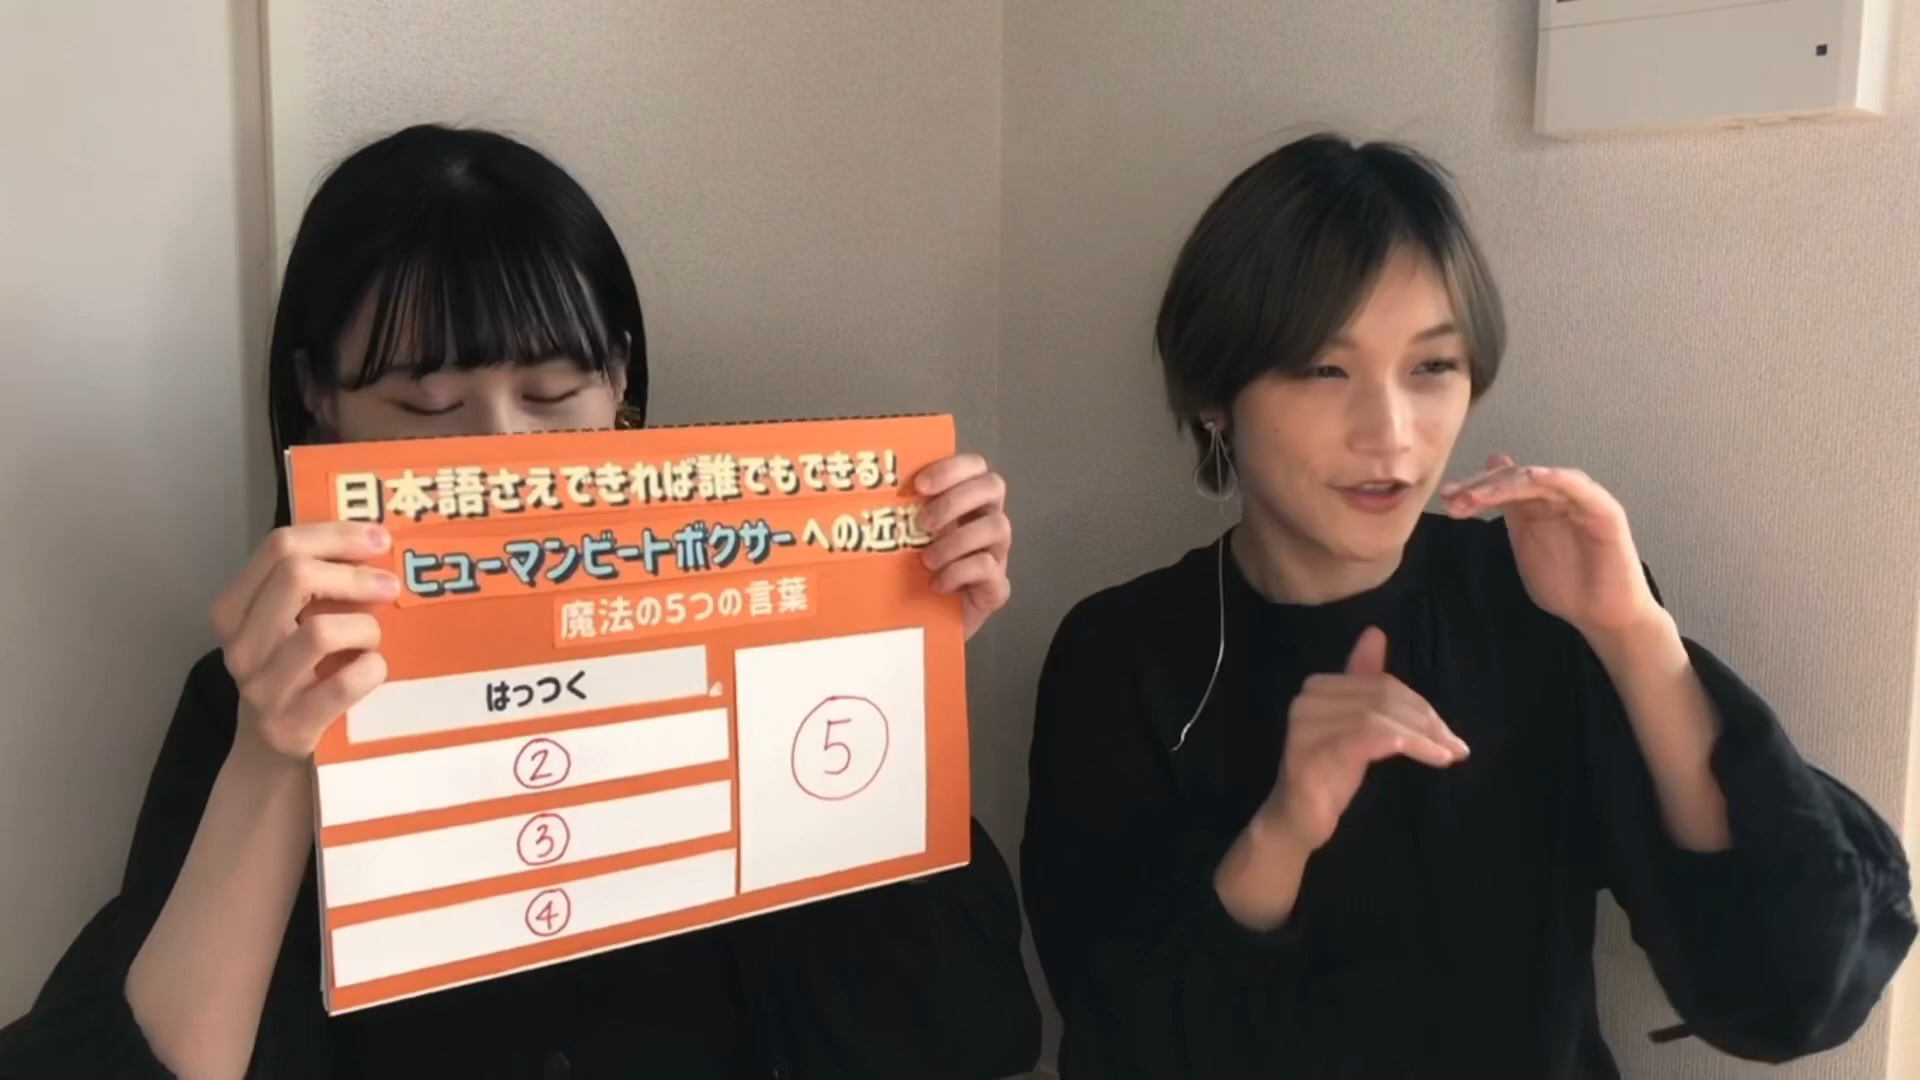 日本語さえできれば誰でもできる!
ヒューマンビートボクサーへの近道
魔法の5つの言葉
はっつく
②
③
④
⑤